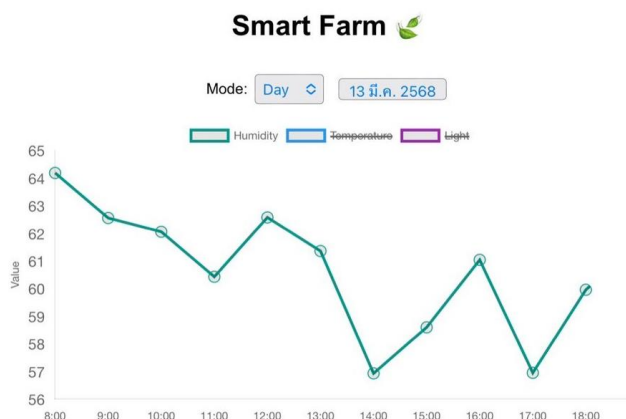 Smart Farm
Mode: Day 13 มี.ค. 2568
Humidity Temperature Light
65
64
63
62
61
60
59
58
57
56
Value
8:00 9:00 10:00 11:00 12:00 13:00 14:00 15:00 16:00 17:00 18:00